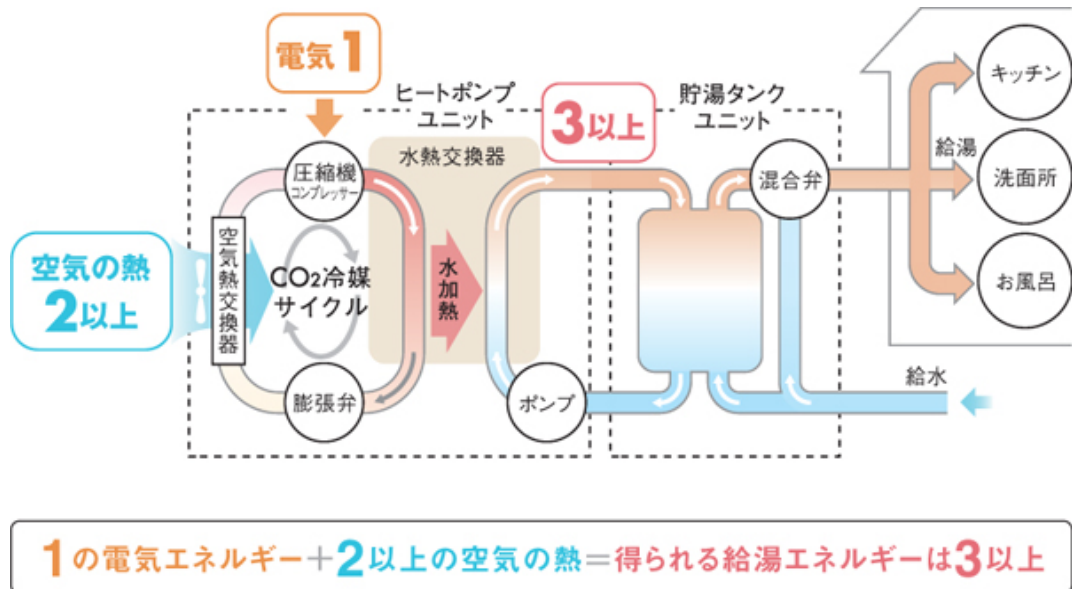 電気1
ヒートポンプ
ユニット
3以上
貯湯タンク
ユニット
キッチン
水熱交換器
圧縮機
コンプレッサー
混合弁
給湯
洗面所
空気の熱
2以上
空気熱交換器
CO2冷媒
サイクル
水加熱
お風呂
膨張弁
ポンプ
給水
1の電気エネルギー+2以上の空気の熱=得られる給湯エネルギーは3以上